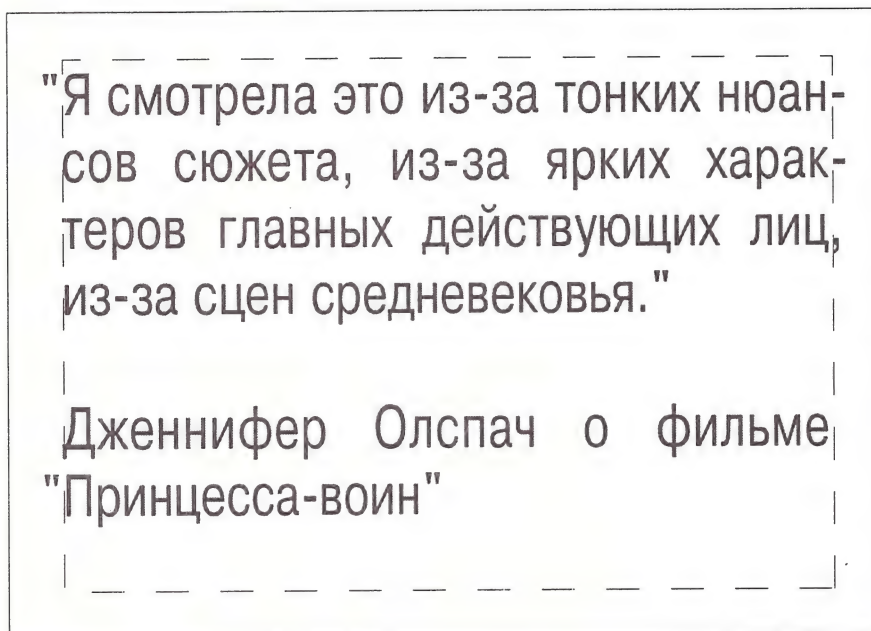 "Я смотрела это из-за тонких нюан-
сов сюжета, из-за ярких харак-
теров главных действующих лиц,
из-за сцен средневековья."
Дженнифер Олспач о фильме
"Принцесса-воин"